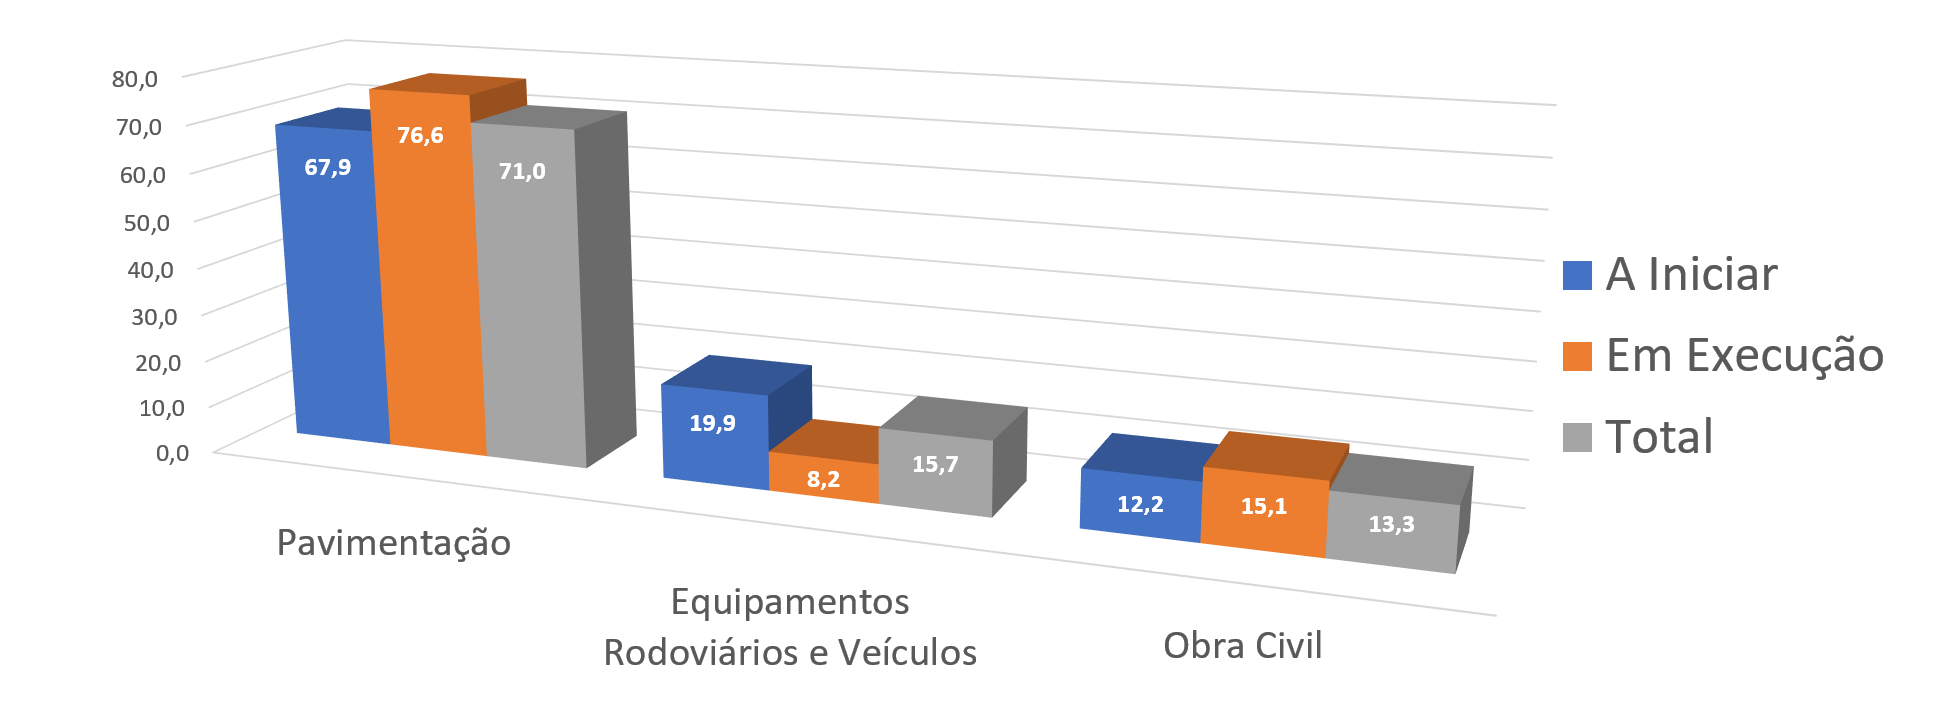 80,0
70,0
60,0
50,0
40,0
30,0
20,0
10,0
0,0
67,9
76,6
71,0
19,9
8,2
15,7
12,2
15,1
13,3
Pavimentação
Equipamentos
Rodoviários e Veículos
Obra Civil
A Iniciar
Em Execução
Total